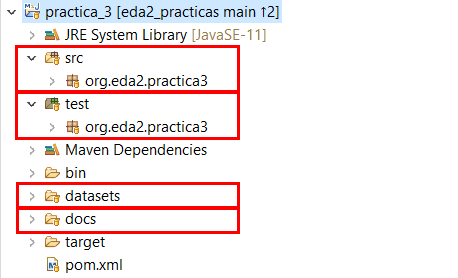 practica_3 [eda2_practicas main ↑2]
JRE System Library [JavaSE-11]
src
org.eda2.practica3
test
org.eda2.practica3
Maven Dependencies
bin
datasets
docs
target
pom.xml